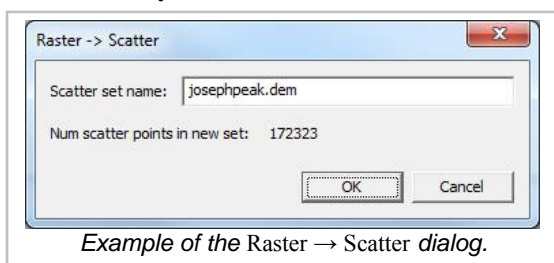 Raster -> Scatter
Scatter set name: josephpeak.dem
Num scatter points in new set: 172323
OK Cancel
Example of the Raster → Scatter dialog.